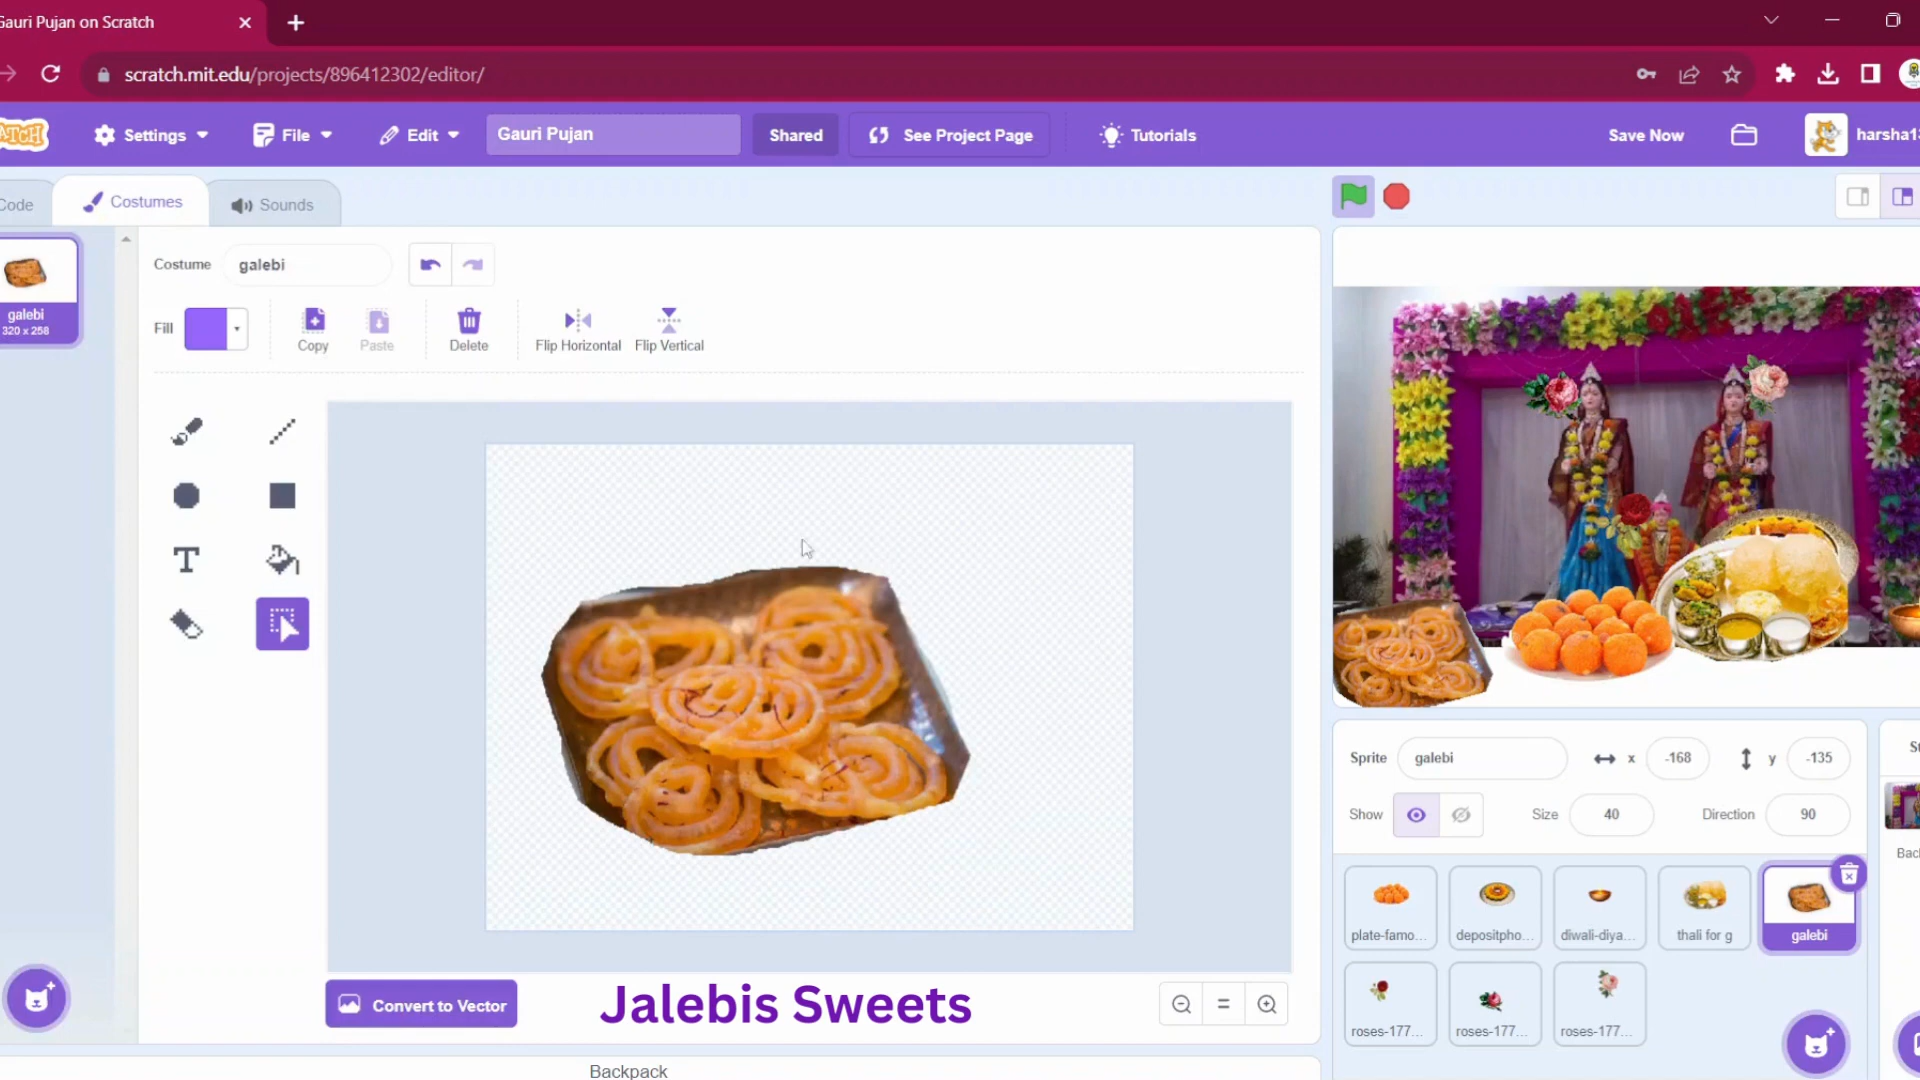 Gauri Pujan on Scratch
scratch.mit.edu/projects/896412302/editor/
Settings File Edit Gauri Pujan Shared See Project Page Tutorials Save Now harsha13
Code Costumes Sounds
Costume galebi
galebi
320 x 258
Fill Copy Paste Delete Flip Horizontal Flip Vertical
T
Sprite galebi x -168 y -135
Show Size 40 Direction 90
plate-famo... depositpho... diwali-diya... thali for g galebi
roses-177... roses-177... roses-177...
Convert to Vector Jalebis Sweets
Backpack